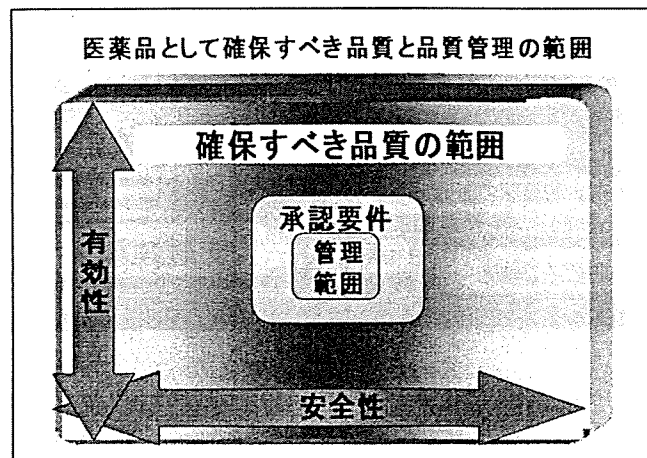 医薬品として確保すべき品質と品質管理の範囲
確保すべき品質の範囲
承認要件
管理
範囲
有効性
安全性